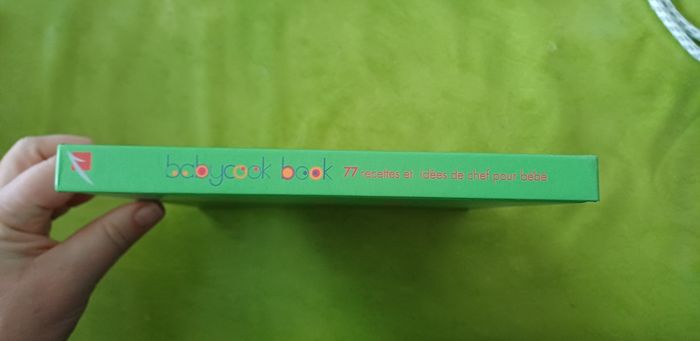 babycook book 77 recettes et idées de chef pour bébé